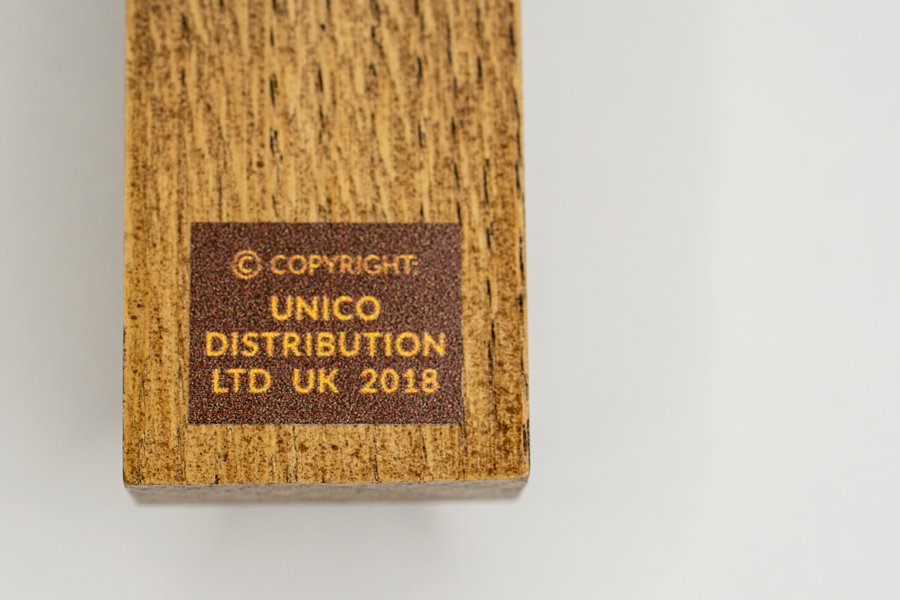 © COPYRIGHT:
UNICO
DISTRIBUTION
LTD UK 2018